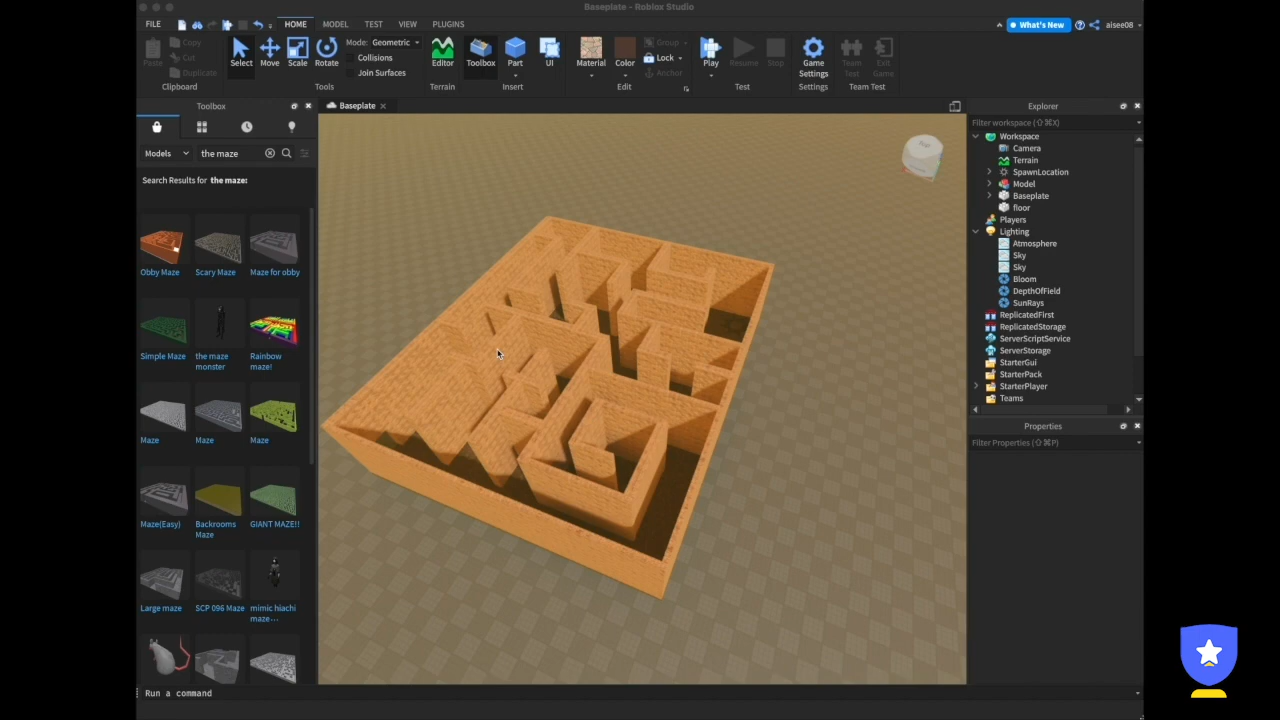 Baseplate - Roblox Studio
FILE HOME MODEL TEST VIEW PLUGINS What's New aisee08
Paste
Copy
Cut
Duplicate
Clipboard
Select Move Scale Rotate
Mode: Geometric
Collisions
Join Surfaces
Tools
Editor
Terrain
Toolbox Part UI
Insert
Material Color
Group
Lock
Anchor
Edit
Play Resume Stop
Test
Game
Settings
Settings
Team
Test
Exit
Game
Team Test
Toolbox
Baseplate
Models the maze
Search Results for the maze:
Obby Maze Scary Maze Maze for obby
Simple Maze the maze monster Rainbow maze!
Maze Maze Maze
Maze(Easy) Backrooms Maze GIANT MAZE!!
Large maze SCP 096 Maze mimic hiachi maze…
Explorer
Filter workspace (⇧⌘X)
Workspace
Camera
Terrain
SpawnLocation
Model
Baseplate
floor
Players
Lighting
Atmosphere
Sky
Sky
Bloom
DepthOfField
SunRays
ReplicatedFirst
ReplicatedStorage
ServerScriptService
ServerStorage
StarterGui
StarterPack
StarterPlayer
Teams
Properties
Filter Properties (⇧⌘P)
Run a command